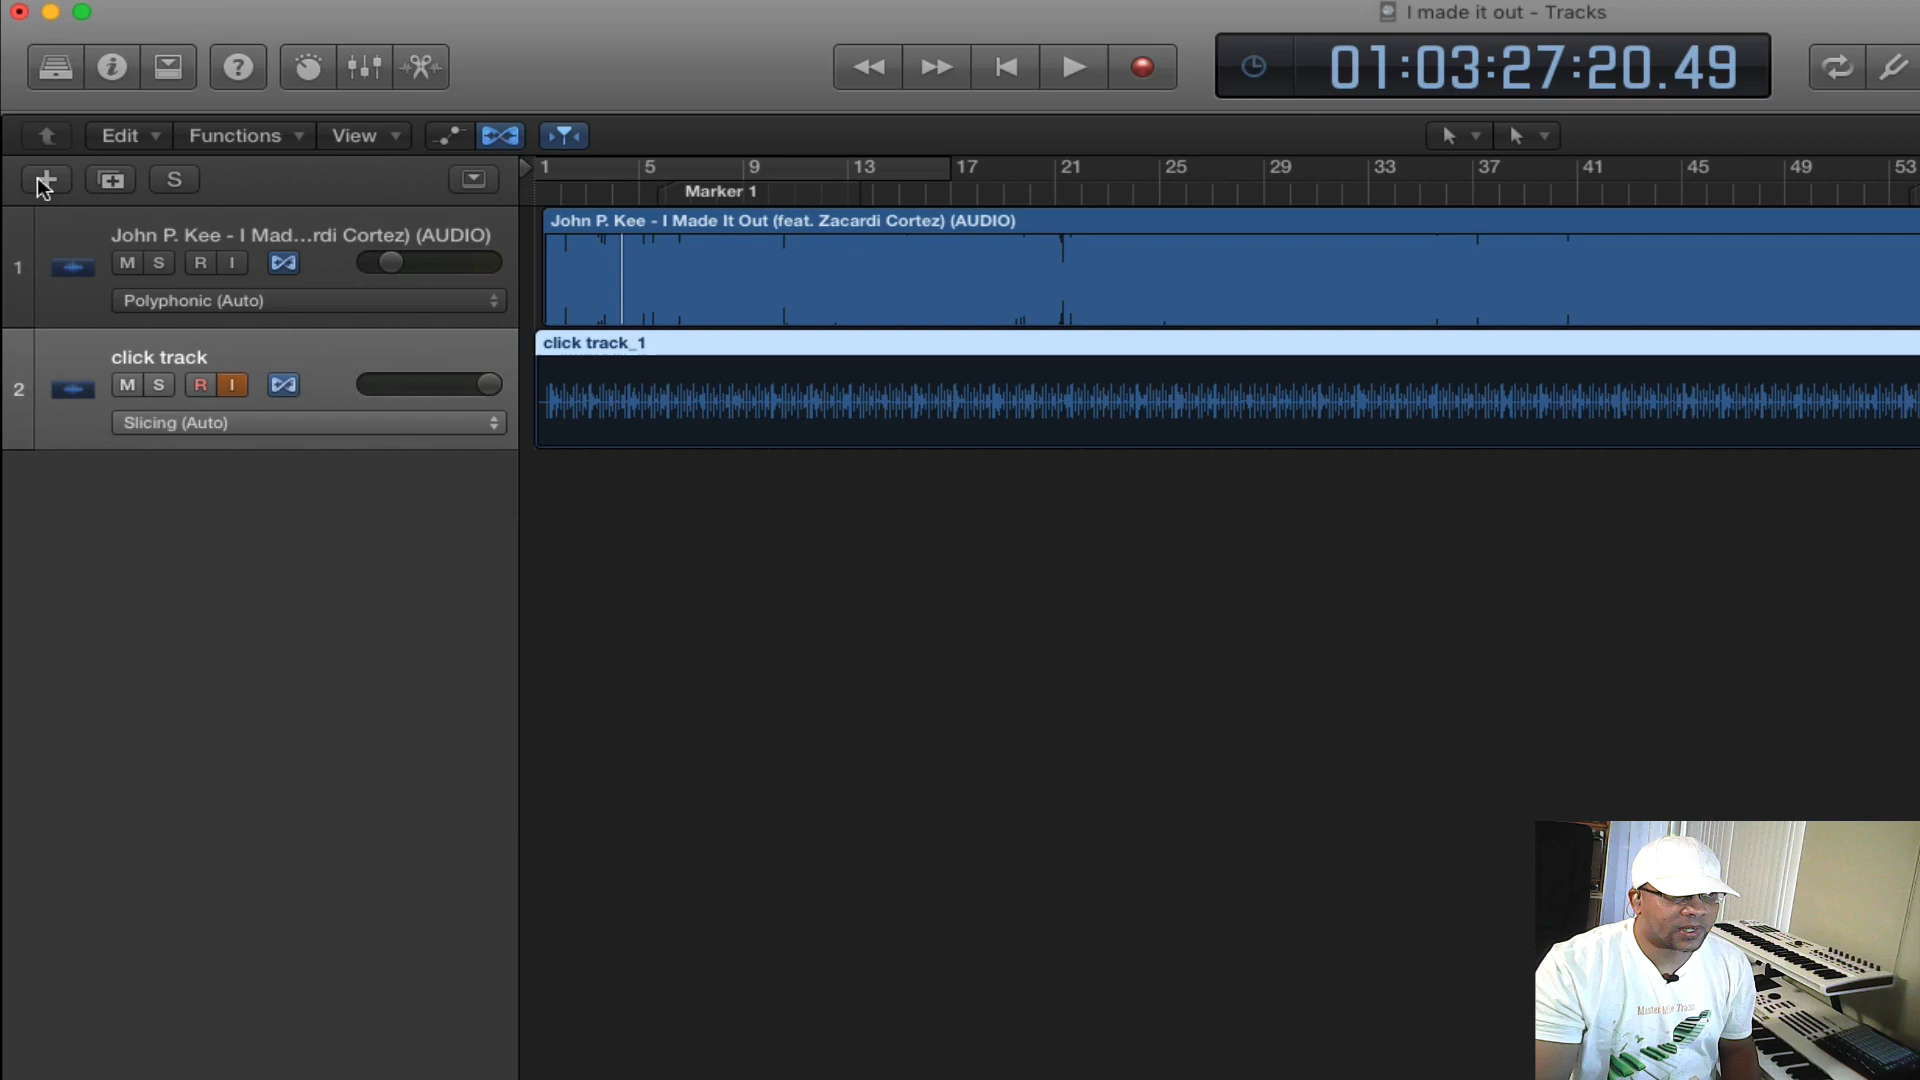 I made it out - Tracks
01:03:27:20.49
Edit Functions View
S
1 5 9 13 17 21 25 29 33 37 41 45 49 53
Marker 1
John P. Kee - I Made It Out (feat. Zacardi Cortez) (AUDIO)
John P. Kee - I Mad...rdi Cortez) (AUDIO)
1
M S R I
Polyphonic (Auto)
click track_1
click track
2
M S R I
Slicing (Auto)